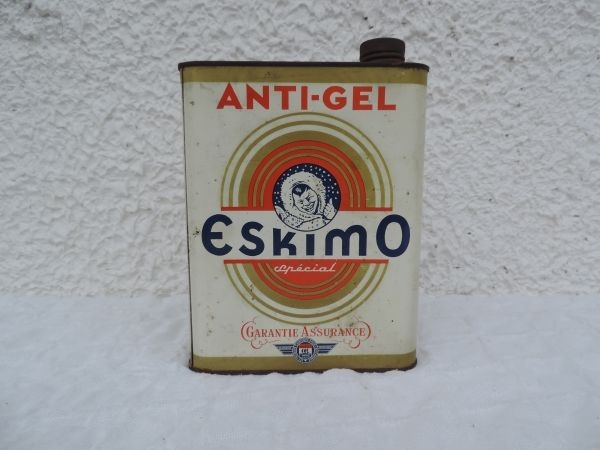 ANTI-GEL
ESKIMO
Spécial
GARANTIE ASSURANCE